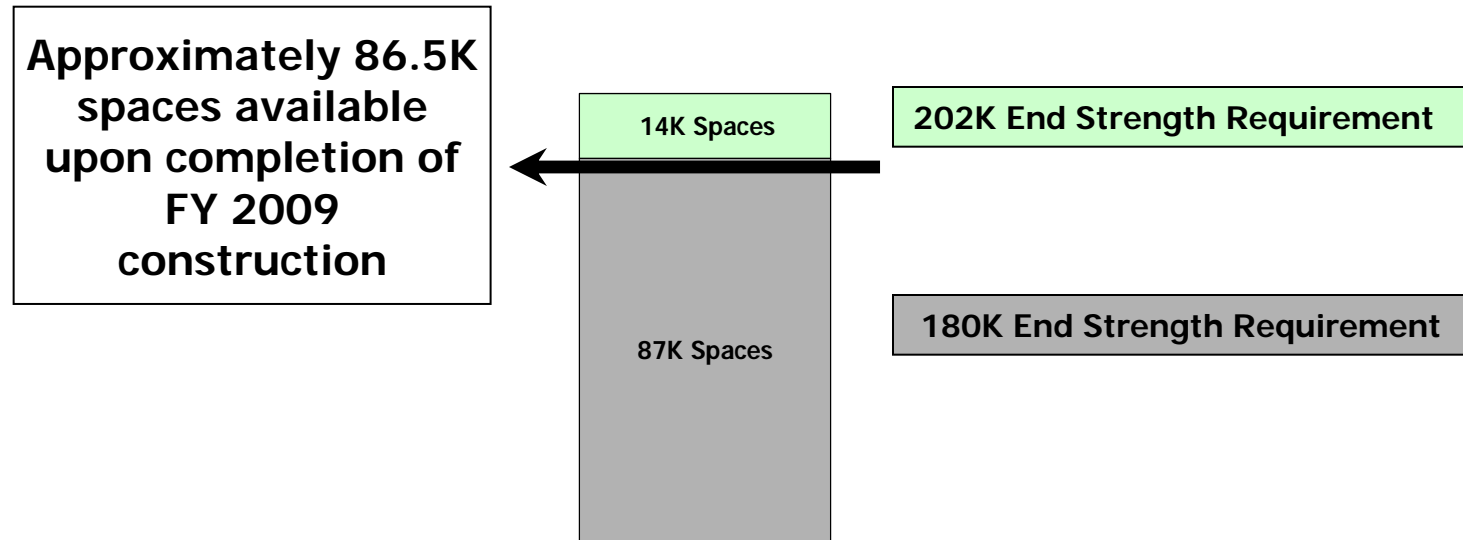 Approximately 86.5K
spaces available
upon completion of
FY 2009
construction
14K Spaces
202K End Strength Requirement
87K Spaces
180K End Strength Requirement